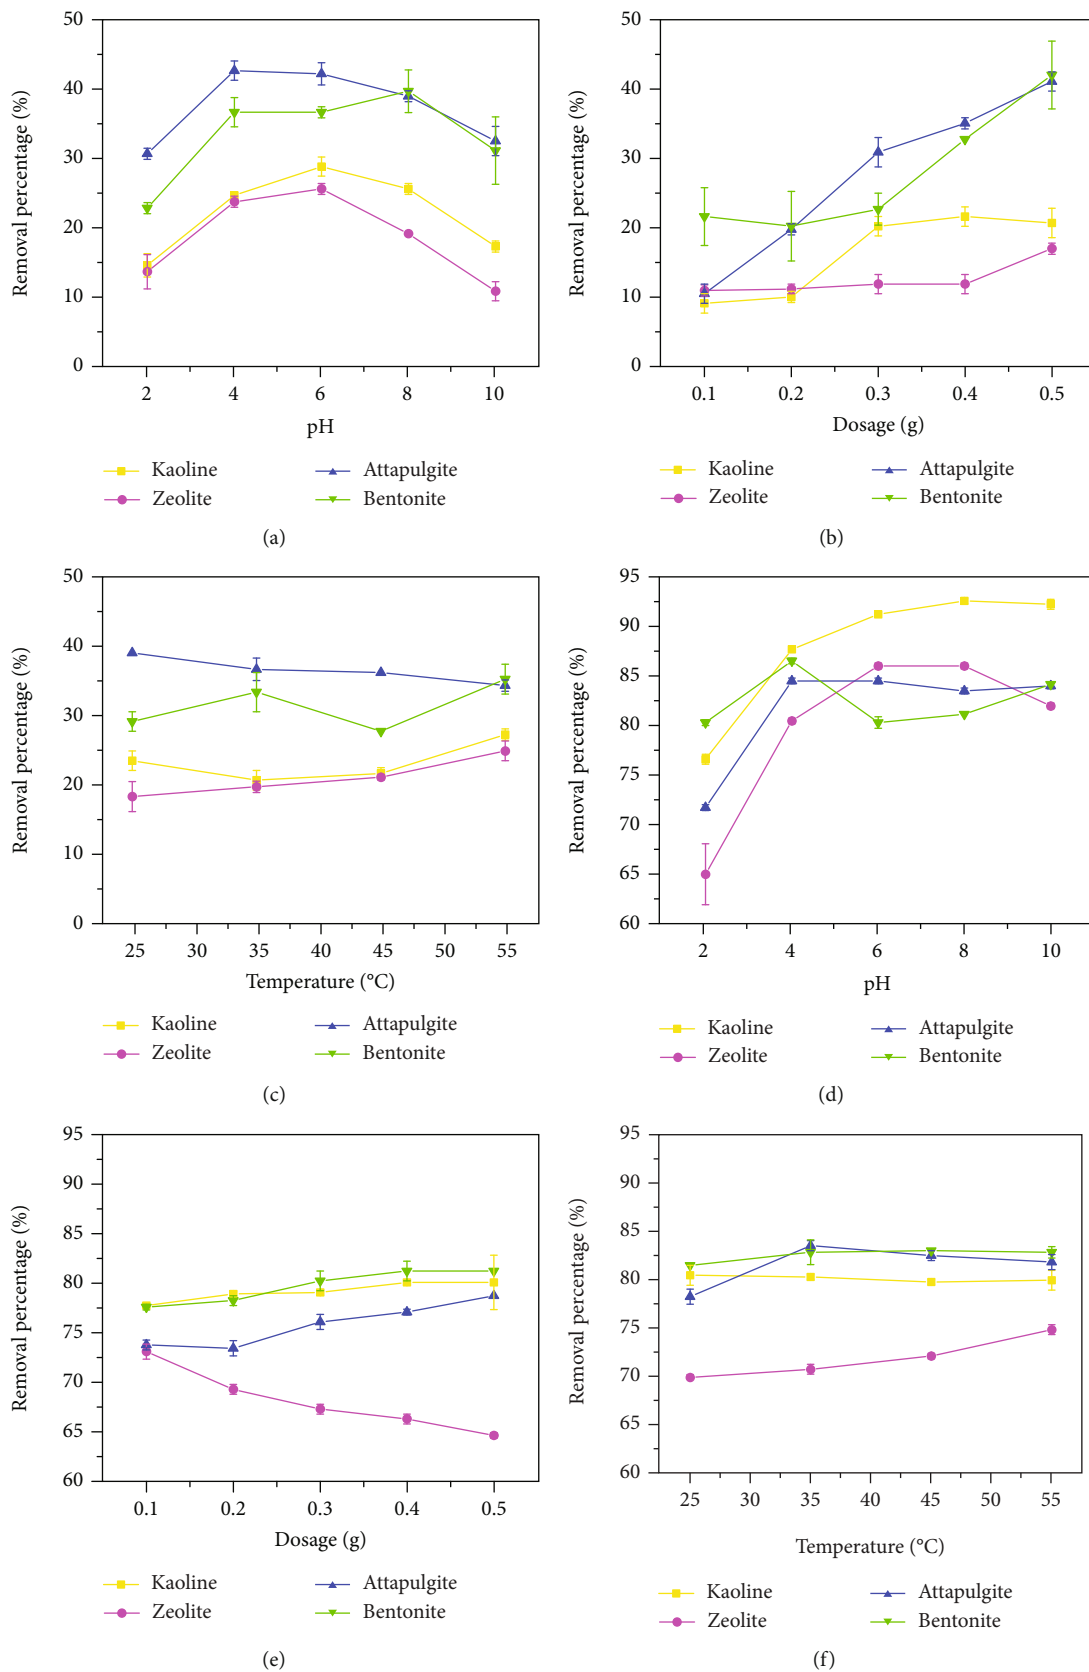 50
40
30
20
10
0
Removal percentage (%)
2 4 6 8 10
pH
Kaoline Attapulgite
Zeolite Bentonite
(a)
50
40
30
20
10
0
Removal percentage (%)
0.1 0.2 0.3 0.4 0.5
Dosage (g)
Kaoline Attapulgite
Zeolite Bentonite
(b)
50
40
30
20
10
0
Removal percentage (%)
25 30 35 40 45 50 55
Temperature (°C)
Kaoline Attapulgite
Zeolite Bentonite
(c)
95
90
85
80
75
70
65
60
Removal percentage (%)
2 4 6 8 10
pH
Kaoline Attapulgite
Zeolite Bentonite
(d)
95
90
85
80
75
70
65
60
Removal percentage (%)
0.1 0.2 0.3 0.4 0.5
Dosage (g)
Kaoline Attapulgite
Zeolite Bentonite
(e)
95
90
85
80
75
70
65
60
Removal percentage (%)
25 30 35 40 45 50 55
Temperature (°C)
Kaoline Attapulgite
Zeolite Bentonite
(f)